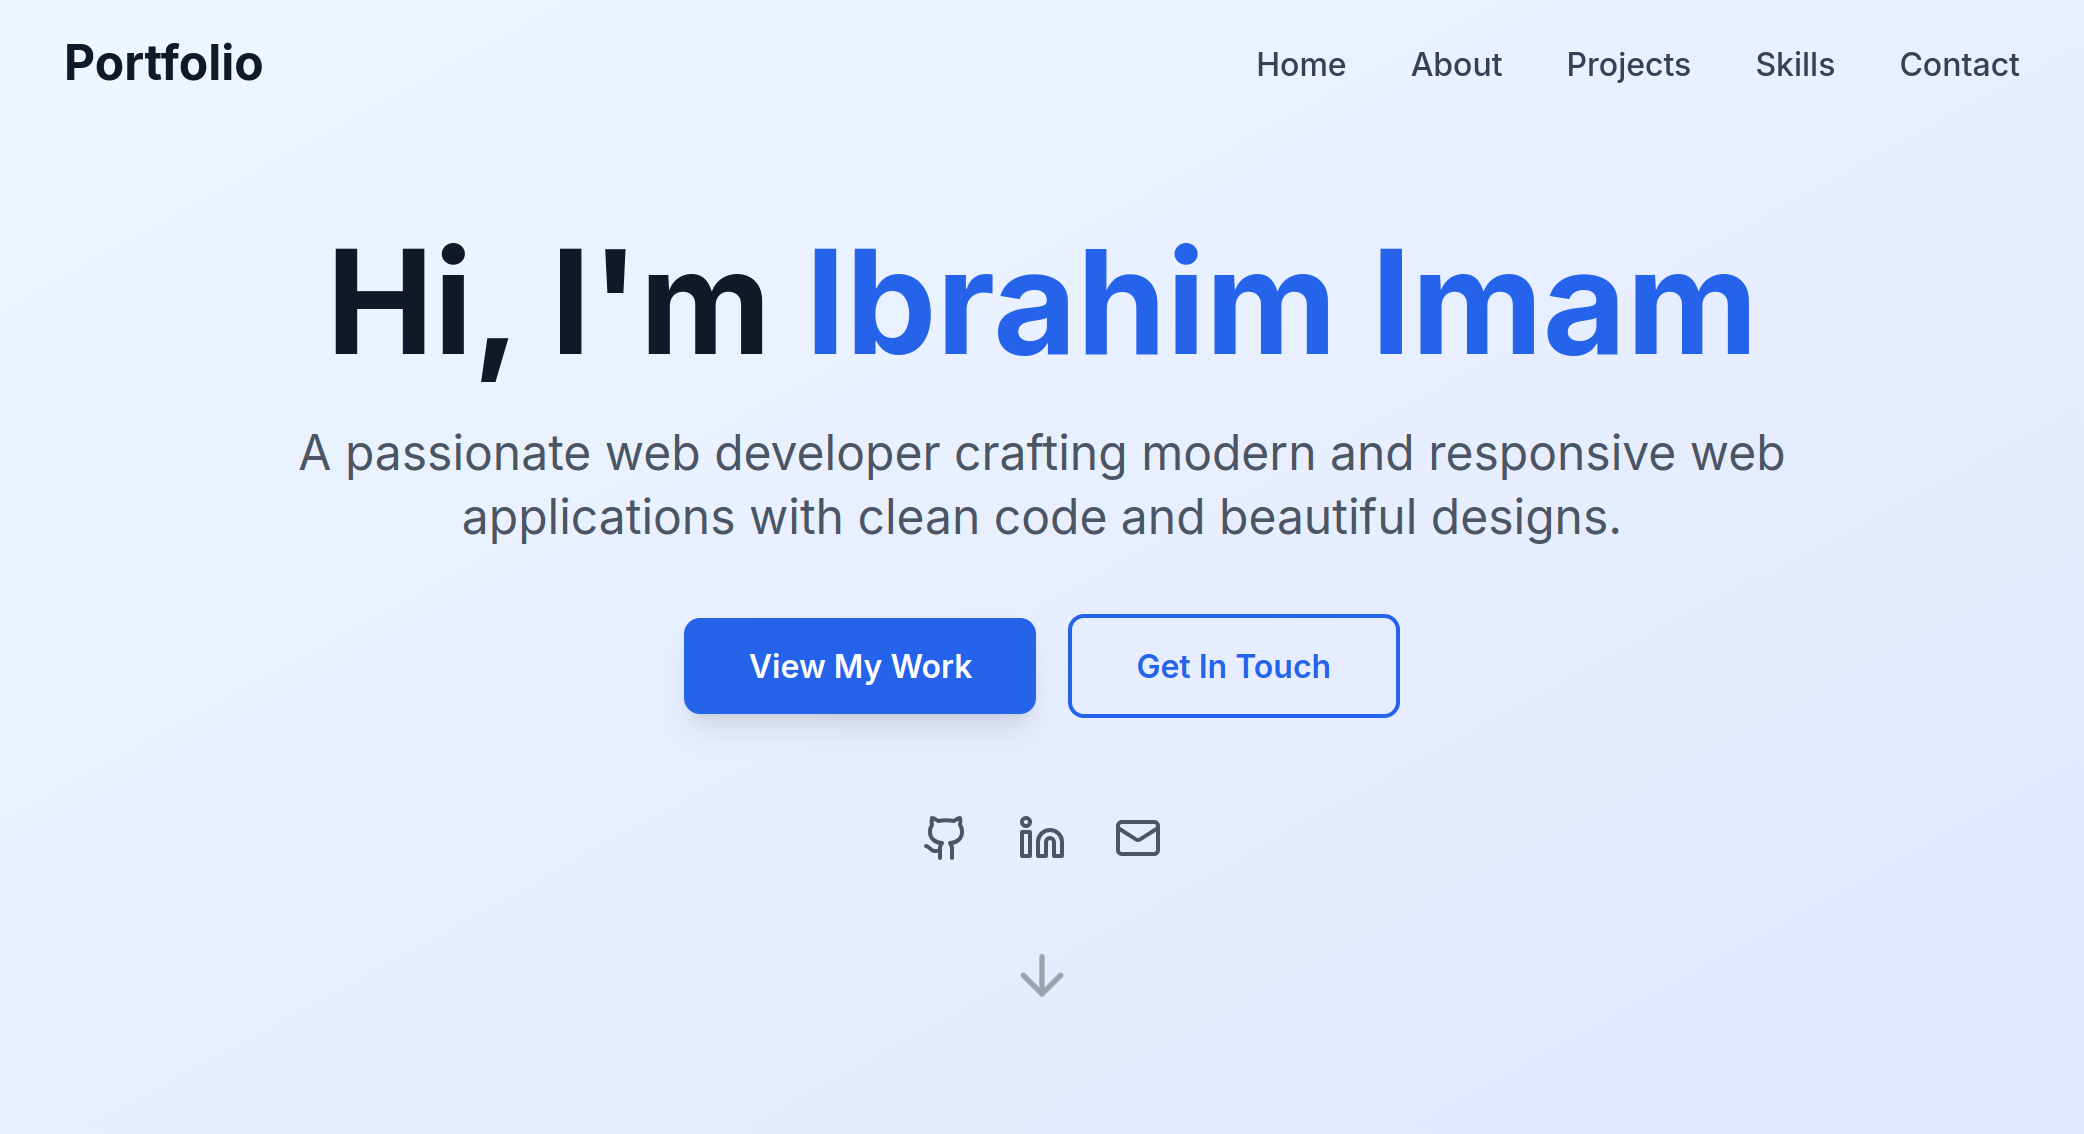 Portfolio
Home About Projects Skills Contact
Hi, I'm Ibrahim Imam
A passionate web developer crafting modern and responsive web
applications with clean code and beautiful designs.
View My Work
Get In Touch